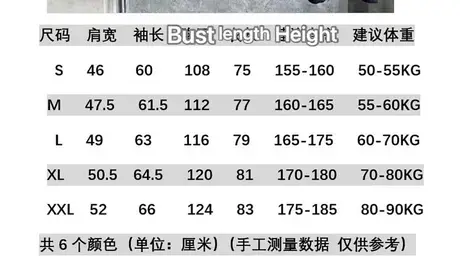 尺码 肩宽 袖长 Bust length Height 建议体重
S 46 60 108 75 155-160 50-55KG
M 47.5 61.5 112 77 160-165 55-60KG
L 49 63 116 79 165-175 60-70KG
XL 50.5 64.5 120 81 170-180 70-80KG
XXL 52 66 124 83 175-185 80-90KG
共6个颜色（单位：厘米）（手工测量数据 仅供参考）